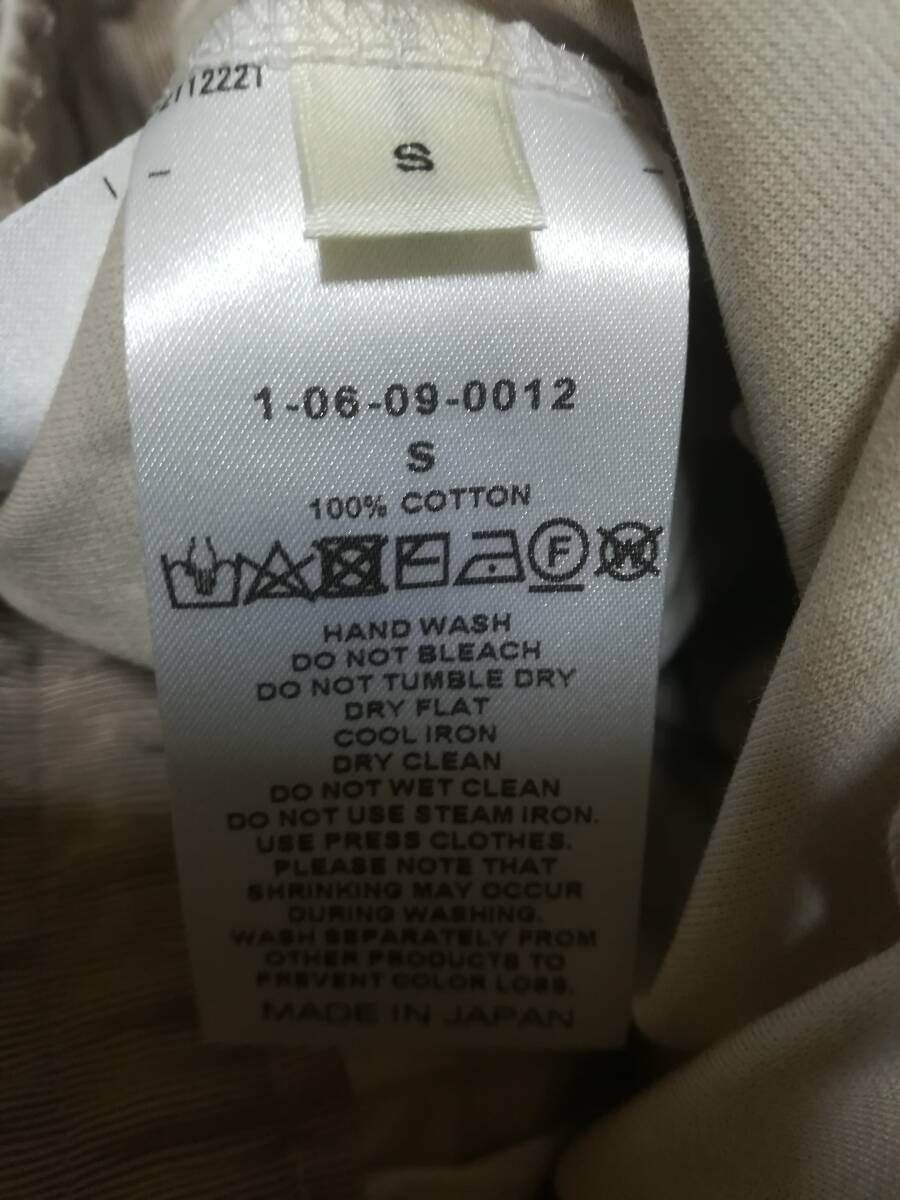 S
1-06-09-0012
S
100% COTTON
F W
HAND WASH
DO NOT BLEACH
DO NOT TUMBLE DRY
DRY FLAT
COOL IRON
DRY CLEAN
DO NOT WET CLEAN
DO NOT USE STEAM IRON.
USE PRESS CLOTHES.
PLEASE NOTE THAT
SHRINKING MAY OCCUR
DURING WASHING.
WASH SEPARATELY FROM
OTHER PRODUCTS TO
PREVENT COLOR LOSS.
MADE IN JAPAN